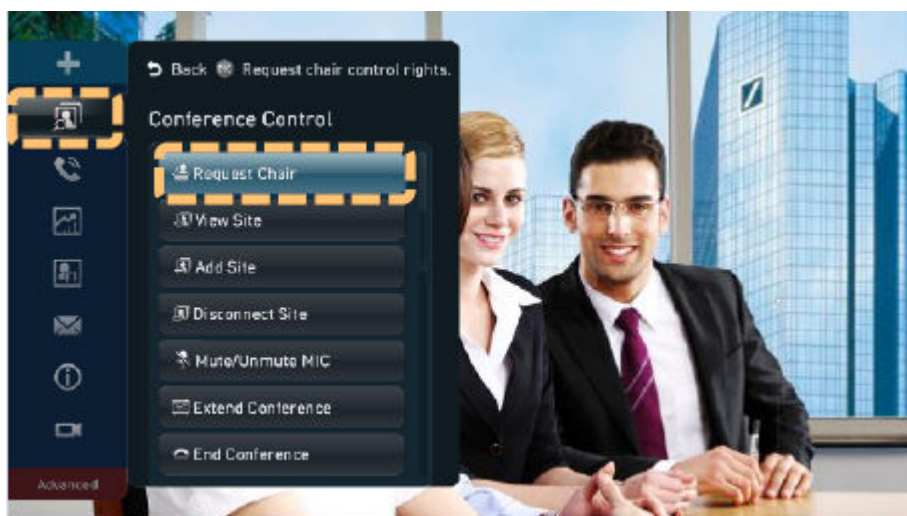 Back Request chair control rights.
Conference Control
Request Chair
View Site
Add Site
Disconnect Site
Mute/Unmute MIC
Extend Conference
End Conference
Advanced